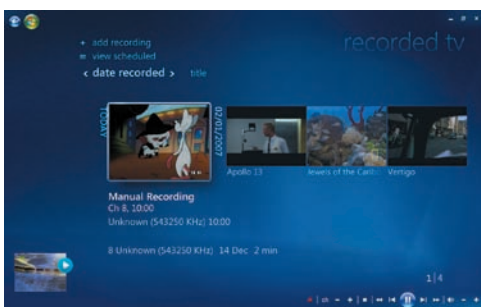 recorded tv
+ add recording
≡ view scheduled
< date recorded > title
TODAY
02/01/2007
Apollo 13
Jewels of the Caribb
Vertigo
Manual Recording
Ch 8, 10:00
Unknown (543250 KHz) 10:00
8 Unknown (543250 KHz) 14 Dec 2 min
1|4
ch - +